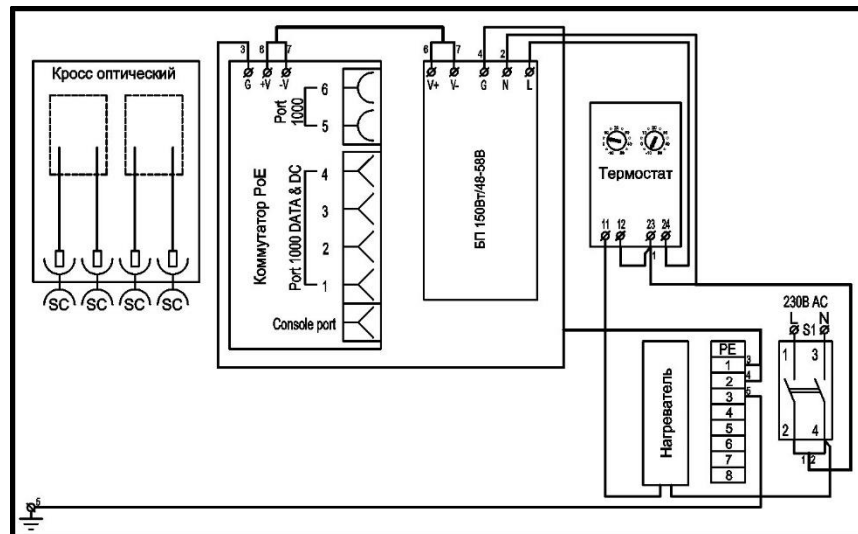 Кросс оптический
SC SC SC SC
3 8 7
G +V -V
Коммутатор PoE
Port 1000
6
5
Port 1000 DATA & DC
4
3
2
1
Console port
6 7 4 2 1
V+ V- G N L
БП 150Вт/48-58В
Термостат
11 12 23 24
1
Нагреватель
PE
1
2
3
4
5
6
7
8
3
4
5
230В AC
L N
S1
1 3
2 4
1 2
5